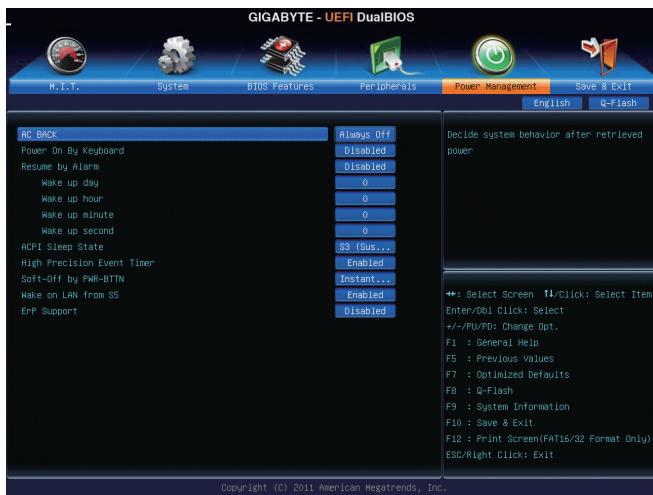 GIGABYTE - UEFI DualBIOS
M.I.T.
System
BIOS Features
Peripherals
Power Management
Save & Exit
English
Q-Flash
AC BACK Always Off
Power On By Keyboard Disabled
Resume by Alarm Disabled
Wake up day 0
Wake up hour 0
Wake up minute 0
Wake up second 0
ACPI Sleep State S3 (Sus...
High Precision Event Timer Enabled
Soft-Off by PWR-BTTN Instant...
Wake on LAN from S5 Enabled
ErP Support Disabled
Decide system behavior after retrieved
power
→←: Select Screen ↑↓/Click: Select Item
Enter/Dbl Click: Select
+/-/PU/PD: Change Opt.
F1 : General Help
F5 : Previous Values
F7 : Optimized Defaults
F8 : Q-Flash
F9 : System Information
F10 : Save & Exit
F12 : Print Screen(FAT16/32 Format Only)
ESC/Right Click: Exit
Copyright (C) 2011 American Megatrends, Inc.